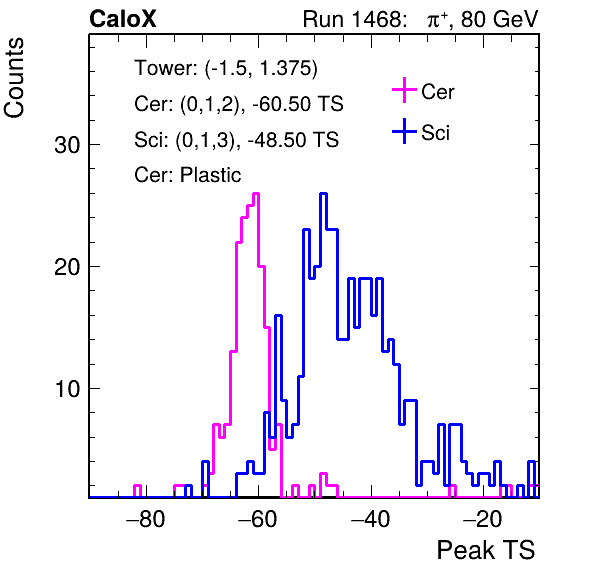 CaloX Run 1468: π⁺, 80 GeV
Counts
Tower: (-1.5, 1.375)
Cer: (0,1,2), -60.50 TS
Sci: (0,1,3), -48.50 TS
Cer: Plastic
Cer
Sci
30
20
10
−80 −60 −40 −20
Peak TS